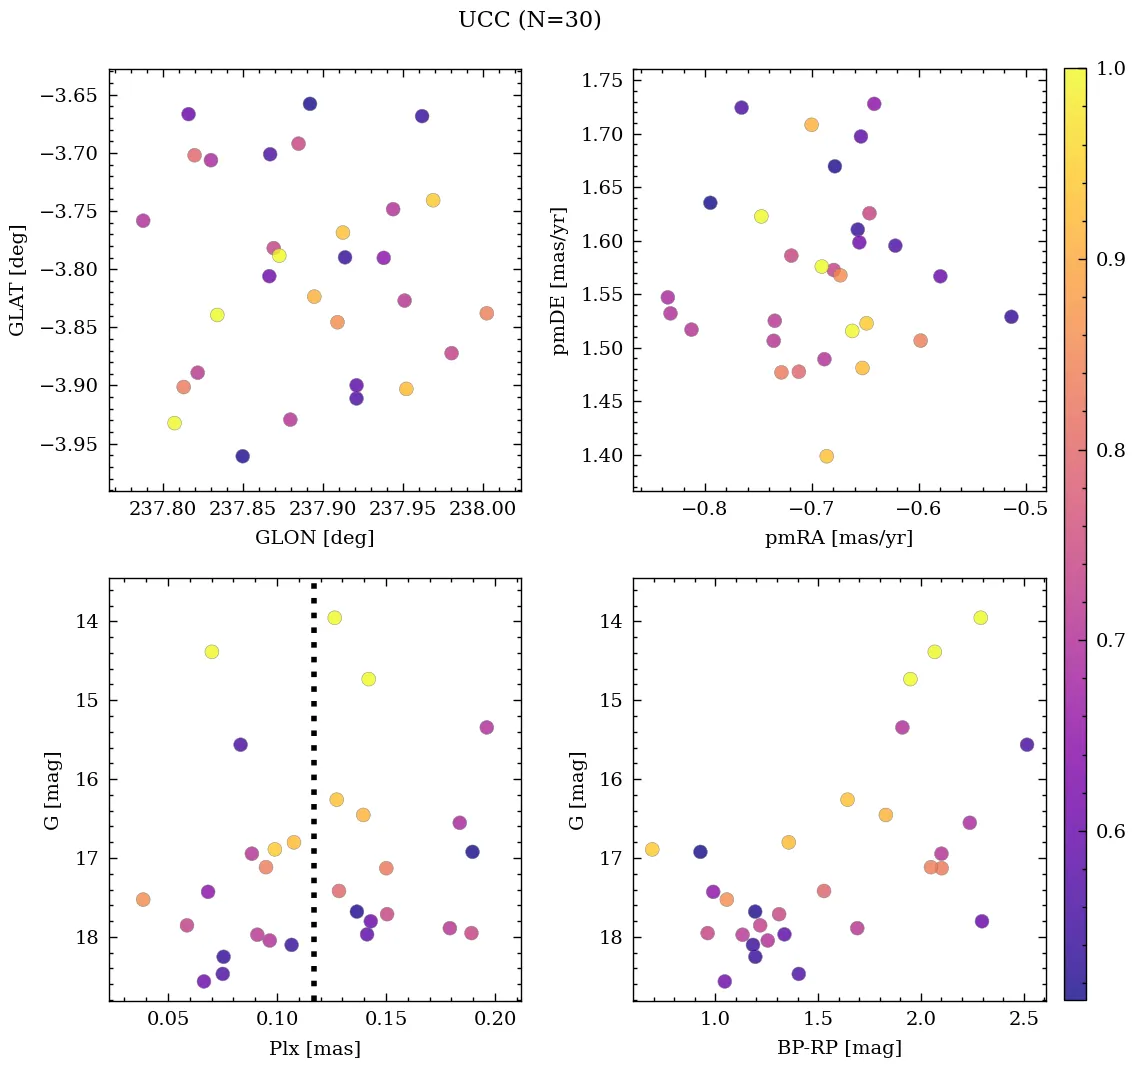 UCC (N=30)
−3.65
−3.70
−3.75
−3.80
−3.85
−3.90
−3.95
GLAT [deg]
237.80 237.85 237.90 237.95 238.00
GLON [deg]
1.75
1.70
1.65
1.60
1.55
1.50
1.45
1.40
pmDE [mas/yr]
−0.8 −0.7 −0.6 −0.5
pmRA [mas/yr]
14
15
16
17
18
G [mag]
0.05 0.10 0.15 0.20
Plx [mas]
14
15
16
17
18
G [mag]
1.0 1.5 2.0 2.5
BP-RP [mag]
1.0
0.9
0.8
0.7
0.6